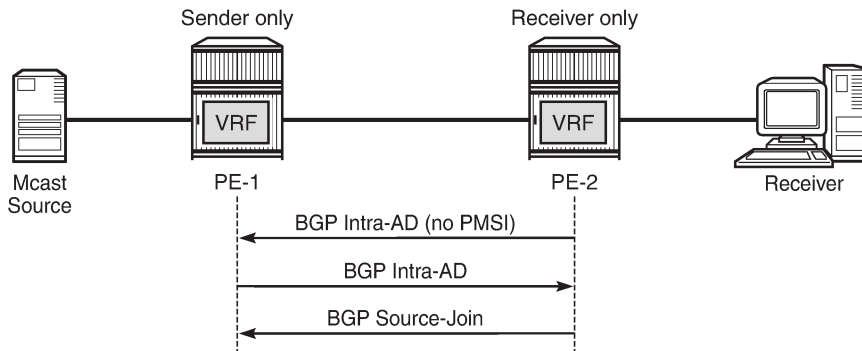 Sender only
Receiver only
VRF
VRF
Mcast
Source
PE-1
PE-2
Receiver
BGP Intra-AD (no PMSI)
BGP Intra-AD
BGP Source-Join